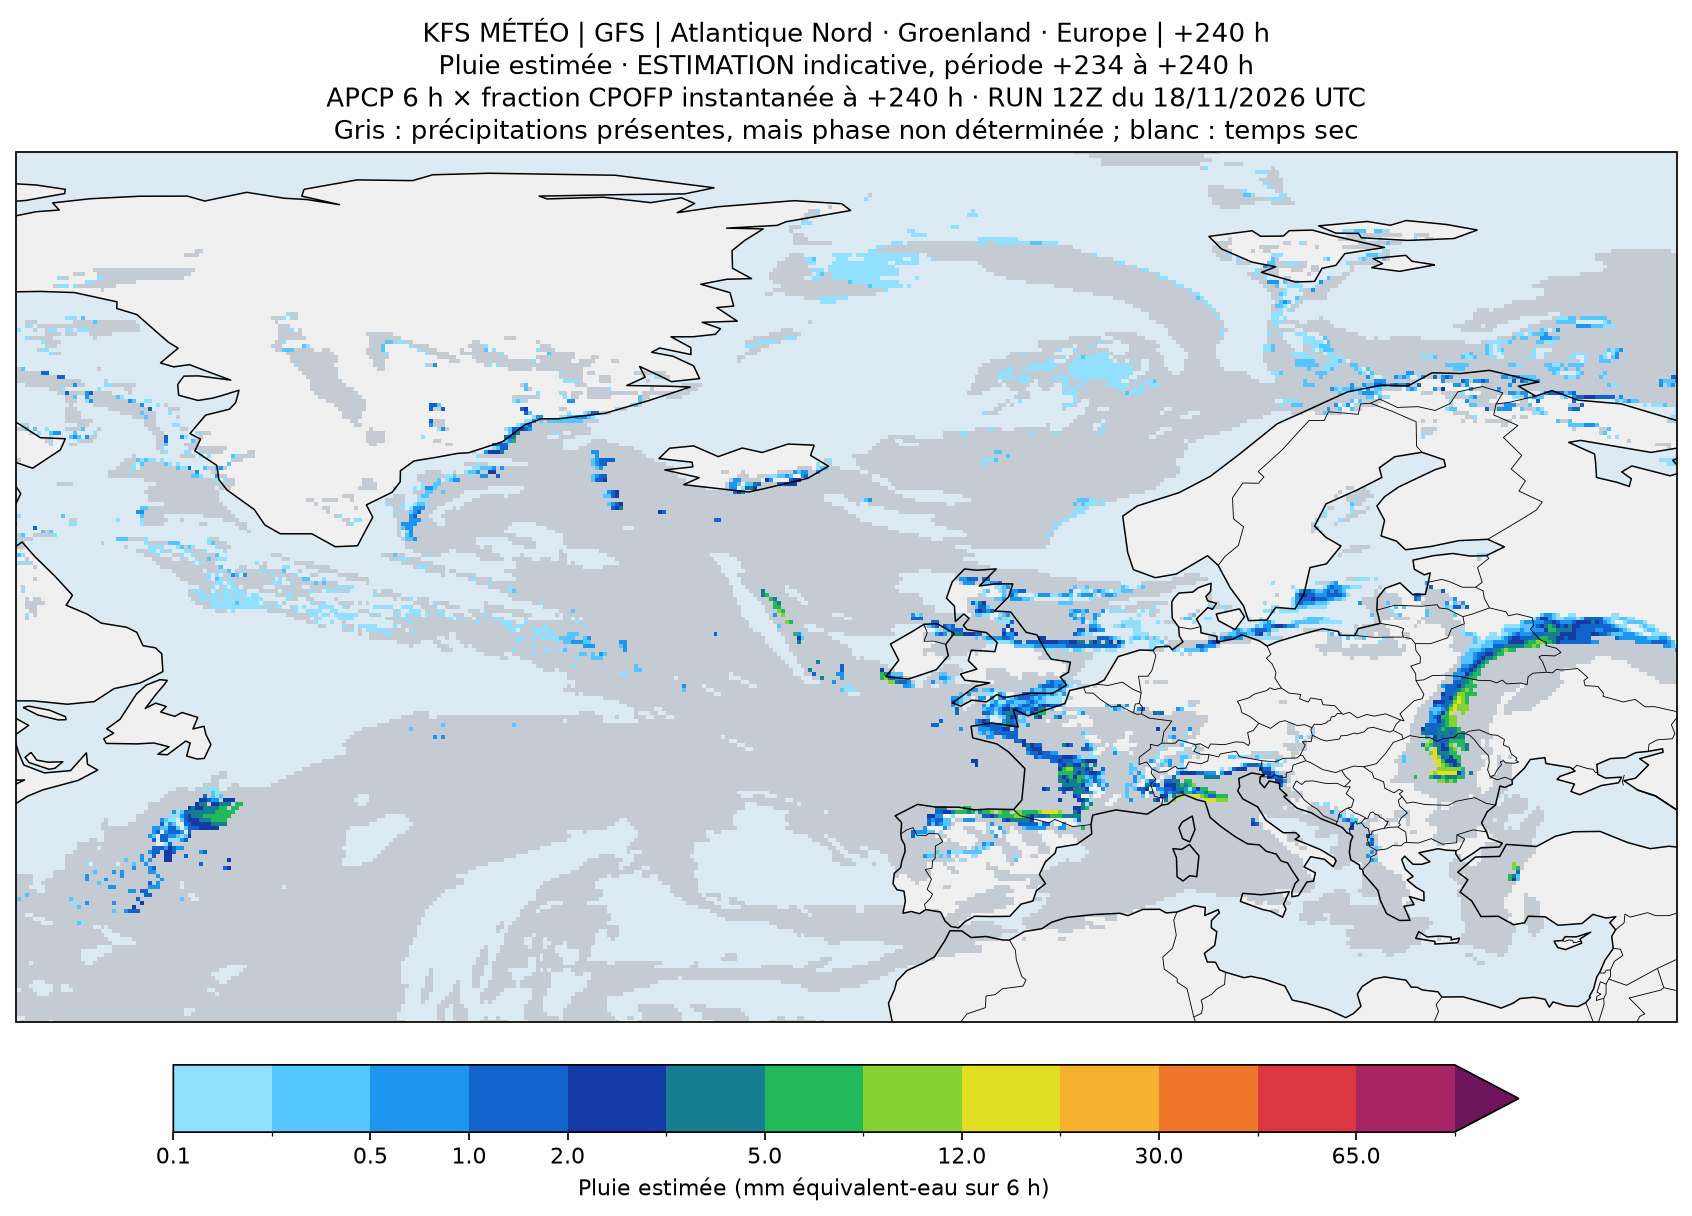 KFS MÉTÉO | GFS | Atlantique Nord · Groenland · Europe | +240 h
Pluie estimée · ESTIMATION indicative, période +234 à +240 h
APCP 6 h × fraction CPOFP instantanée à +240 h · RUN 12Z du 18/11/2026 UTC
Gris : précipitations présentes, mais phase non déterminée ; blanc : temps sec
0.1 0.5 1.0 2.0 5.0 12.0 30.0 65.0
Pluie estimée (mm équivalent-eau sur 6 h)